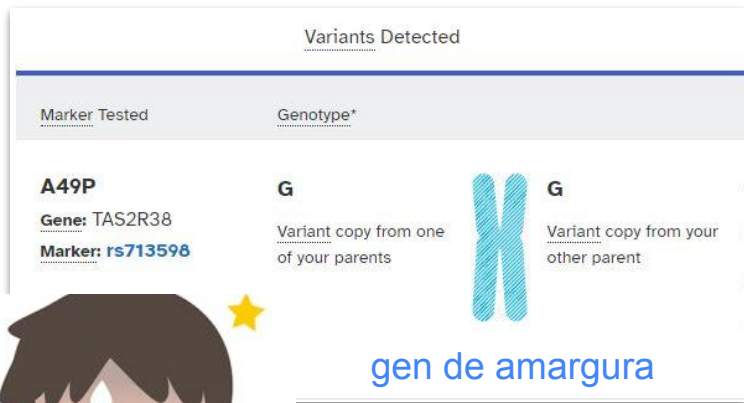 Variants Detected
Marker Tested
Genotype*
A49P
Gene: TAS2R38
Marker: rs713598
G
Variant copy from one
of your parents
G
Variant copy from your
other parent
gen de amargura